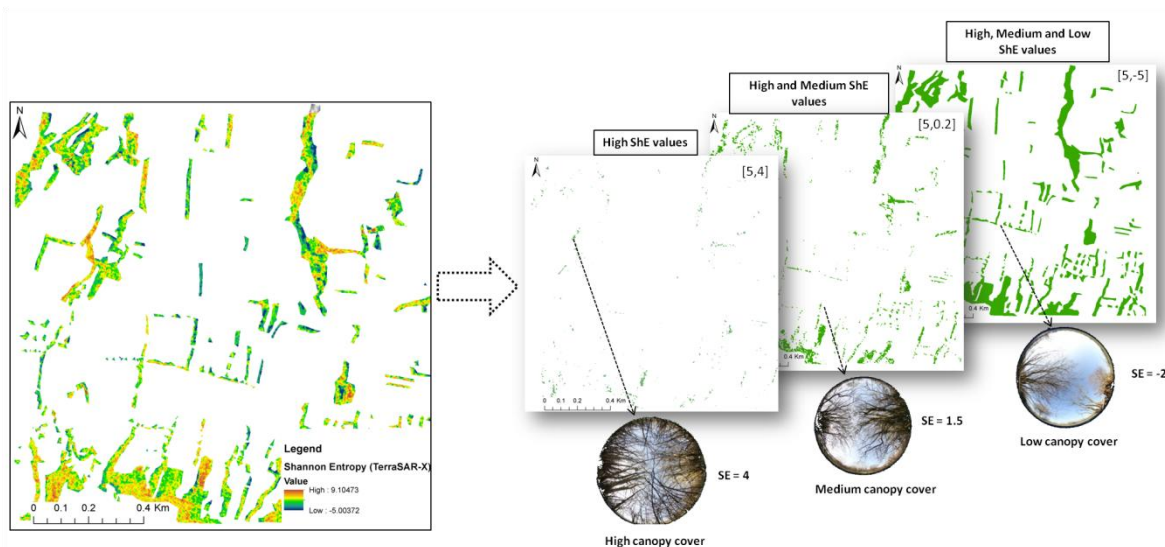 N
Legend
Shannon Entropy (TerraSAR-X)
Value
High : 9.10473
Low : -5.00372
0 0.1 0.2 0.4 Km
High ShE values
N
[5,4]
0 0.2 0.4 Km
SE = 4
High canopy cover
High and Medium ShE
values
N
[5,0.2]
0.4 Km
SE = 1.5
Medium canopy cover
High, Medium and Low
ShE values
N
[5,-5]
0.4 Km
SE = -2
Low canopy cover